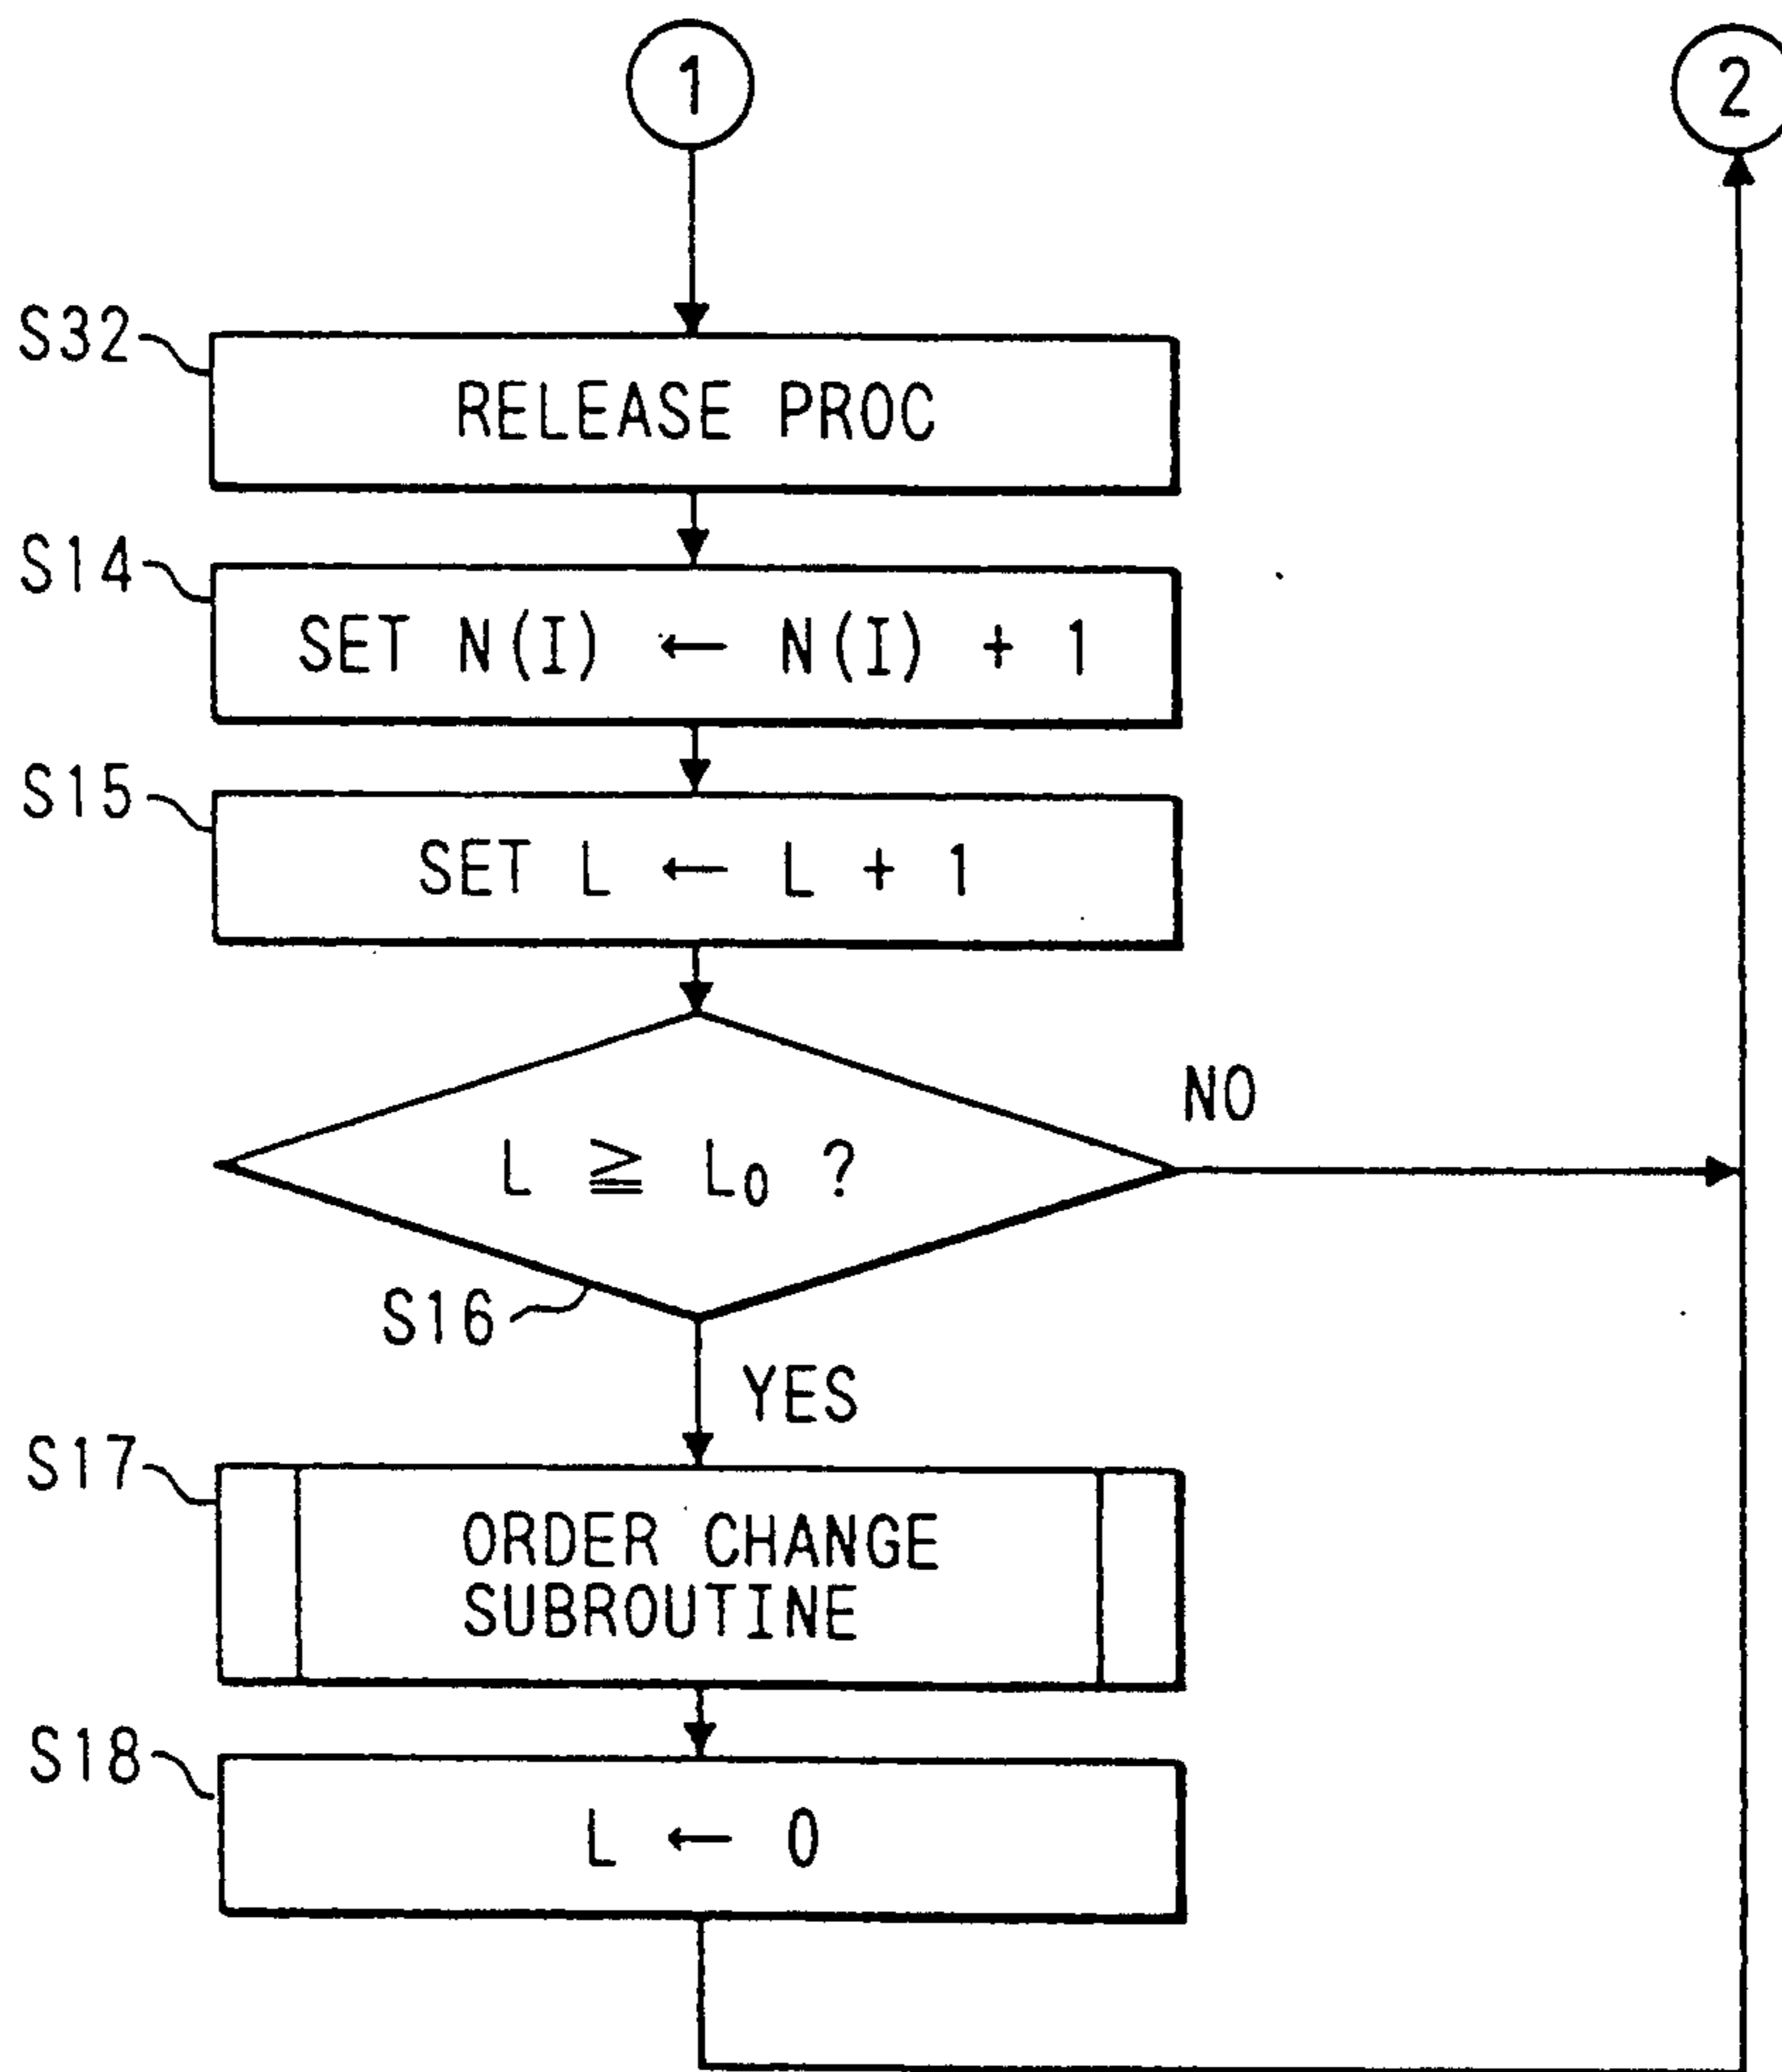 1
2
S32
RELEASE PROC
S14
SET N(I) ← N(I) + 1
S15
SET L ← L + 1
L ≧ L₀ ?
NO
S16
YES
S17
ORDER CHANGE
SUBROUTINE
S18
L ← 0